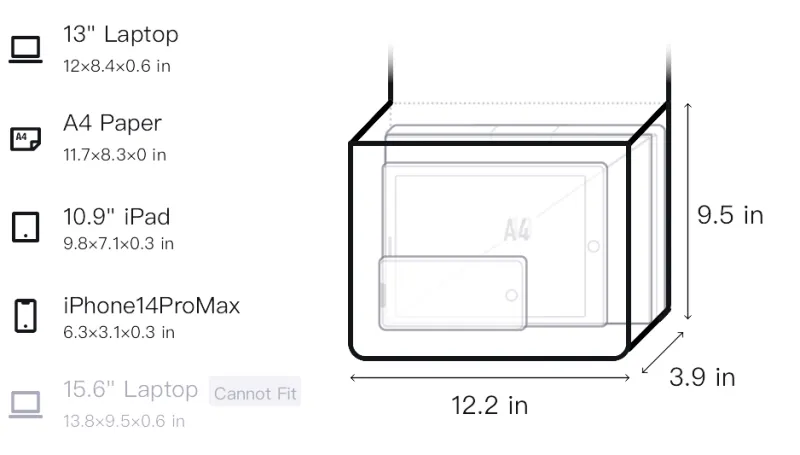 13" Laptop
12×8.4×0.6 in
A4
A4 Paper
11.7×8.3×0 in
10.9" iPad
9.8×7.1×0.3 in
iPhone14ProMax
6.3×3.1×0.3 in
15.6" Laptop
Cannot Fit
13.8×9.5×0.6 in
A4
9.5 in
3.9 in
12.2 in